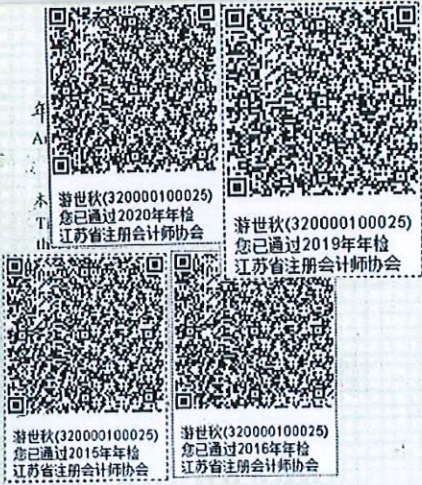 年
A
本
T
th
游世秋(320000100025)
您已通过2020年年检
江苏省注册会计师协会
游世秋(320000100025)
您已通过2019年年检
江苏省注册会计师协会
游世秋(320000100025)
您已通过2015年年检
江苏省注册会计师协会
游世秋(320000100025)
您已通过2016年年检
江苏省注册会计师协会